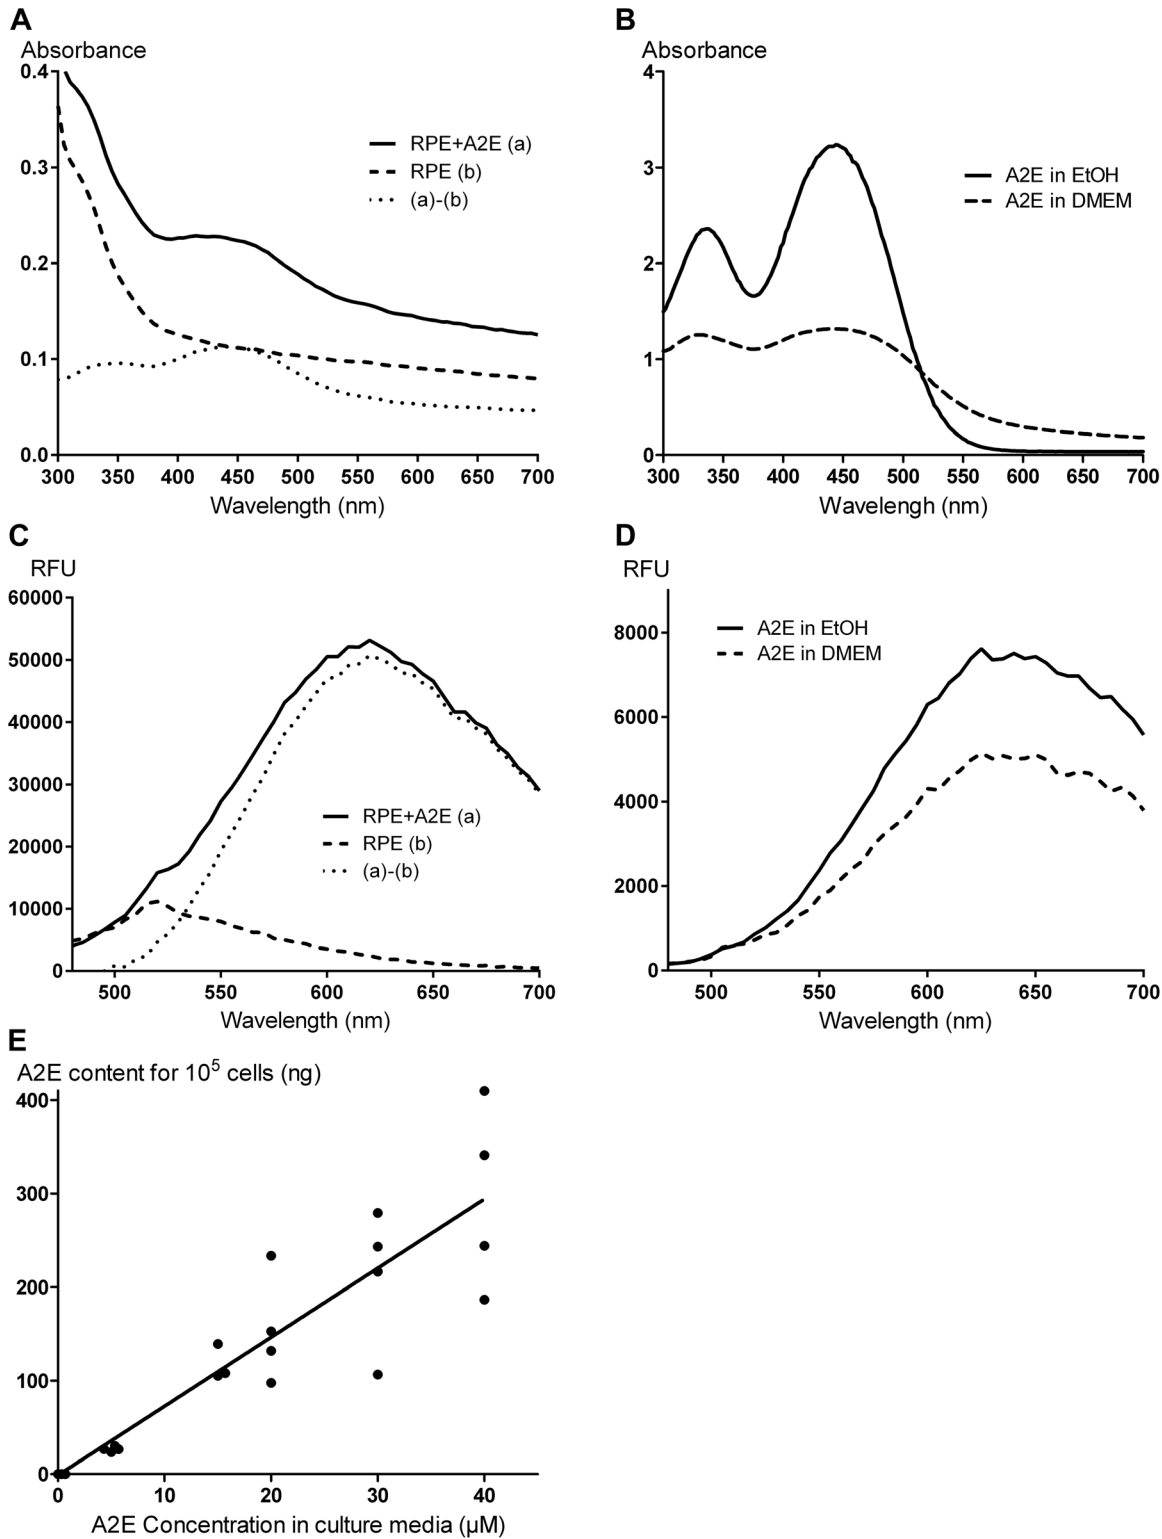 A
Absorbance
0.4
0.3
0.2
0.1
0.0
RPE+A2E (a)
RPE (b)
(a)-(b)
300 350 400 450 500 550 600 650 700
Wavelength (nm)
B
Absorbance
4
3
2
1
0
A2E in EtOH
A2E in DMEM
300 350 400 450 500 550 600 650 700
Wavelengh (nm)
C
RFU
60000
50000
40000
30000
20000
10000
0
RPE+A2E (a)
RPE (b)
(a)-(b)
500 550 600 650 700
Wavelength (nm)
D
RFU
8000
6000
4000
2000
0
A2E in EtOH
A2E in DMEM
500 550 600 650 700
Wavelength (nm)
E
A2E content for 10⁵ cells (ng)
400
300
200
100
0
0 10 20 30 40
A2E Concentration in culture media (µM)